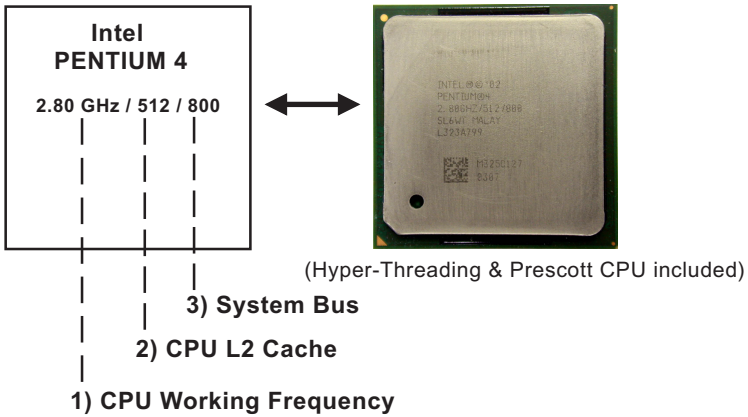 Intel
PENTIUM 4
2.80 GHz / 512 / 800
INTEL Ⓜ © '02
PENTIUM®4
2.80GHZ/512/800
SL6WT MALAY
L323A799
(Hyper-Threading & Prescott CPU included)
3) System Bus
2) CPU L2 Cache
1) CPU Working Frequency